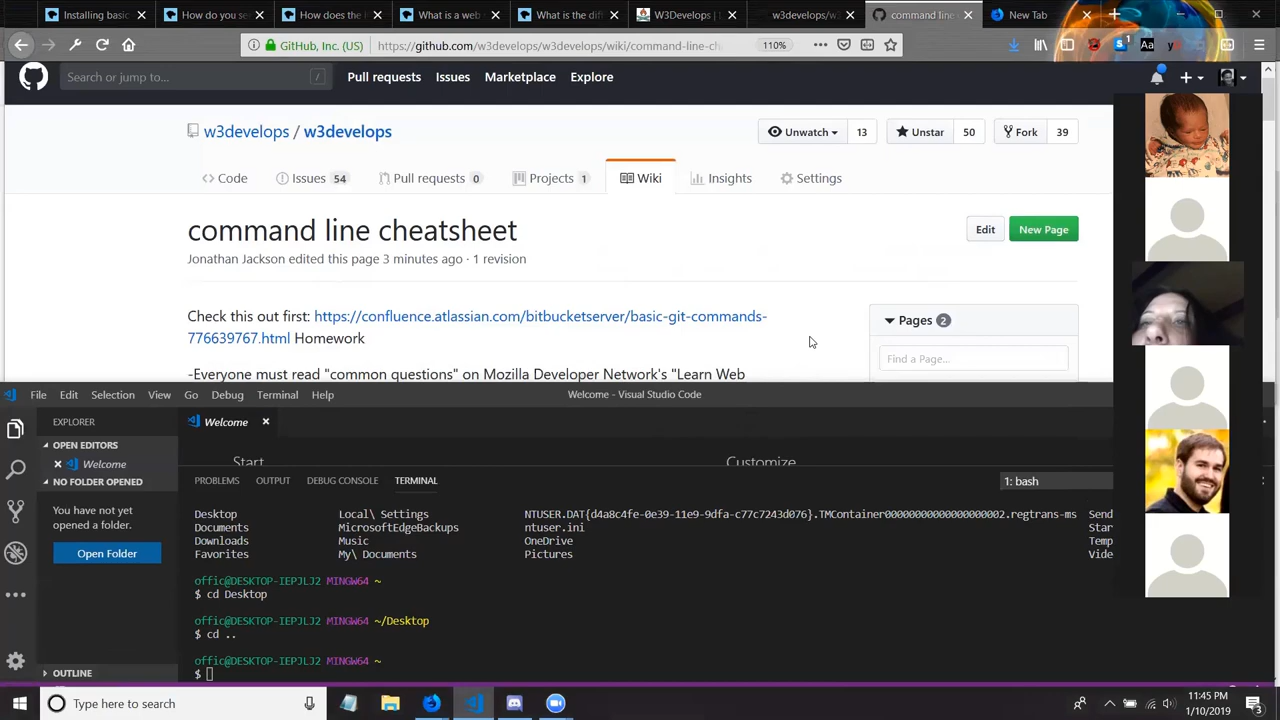 Installing basic
How do you se
How does the I
What is a web s
What is the diff
W3Develops | L
w3develops/w3
command line c
New Tab
GitHub, Inc. (US)
https://github.com/w3develops/w3develops/wiki/command-line-ch
110%
Search or jump to...
/
Pull requests
Issues
Marketplace
Explore
w3develops / w3develops
Unwatch
13
Unstar
50
Fork
39
Code
Issues 54
Pull requests 0
Projects 1
Wiki
Insights
Settings
command line cheatsheet
Edit
New Page
Jonathan Jackson edited this page 3 minutes ago · 1 revision
Check this out first: https://confluence.atlassian.com/bitbucketserver/basic-git-commands-
776639767.html Homework
Pages 2
Find a Page...
-Everyone must read "common questions" on Mozilla Developer Network's "Learn Web
File Edit Selection View Go Debug Terminal Help
Welcome - Visual Studio Code
EXPLORER
Welcome
OPEN EDITORS
Welcome
NO FOLDER OPENED
You have not yet
opened a folder.
Open Folder
OUTLINE
Start
Customize
PROBLEMS OUTPUT DEBUG CONSOLE TERMINAL
1: bash
Desktop Local\ Settings NTUSER.DAT{d4a8c4fe-0e39-11e9-9dfa-c77c7243d076}.TMContainer00000000000000000002.regtrans-ms Send
Documents MicrosoftEdgeBackups ntuser.ini Star
Downloads Music OneDrive Temp
Favorites My\ Documents Pictures Vide
offic@DESKTOP-IEPJLJ2 MINGW64 ~
$ cd Desktop
offic@DESKTOP-IEPJLJ2 MINGW64 ~/Desktop
$ cd ..
offic@DESKTOP-IEPJLJ2 MINGW64 ~
$
Type here to search
11:45 PM
1/10/2019
3